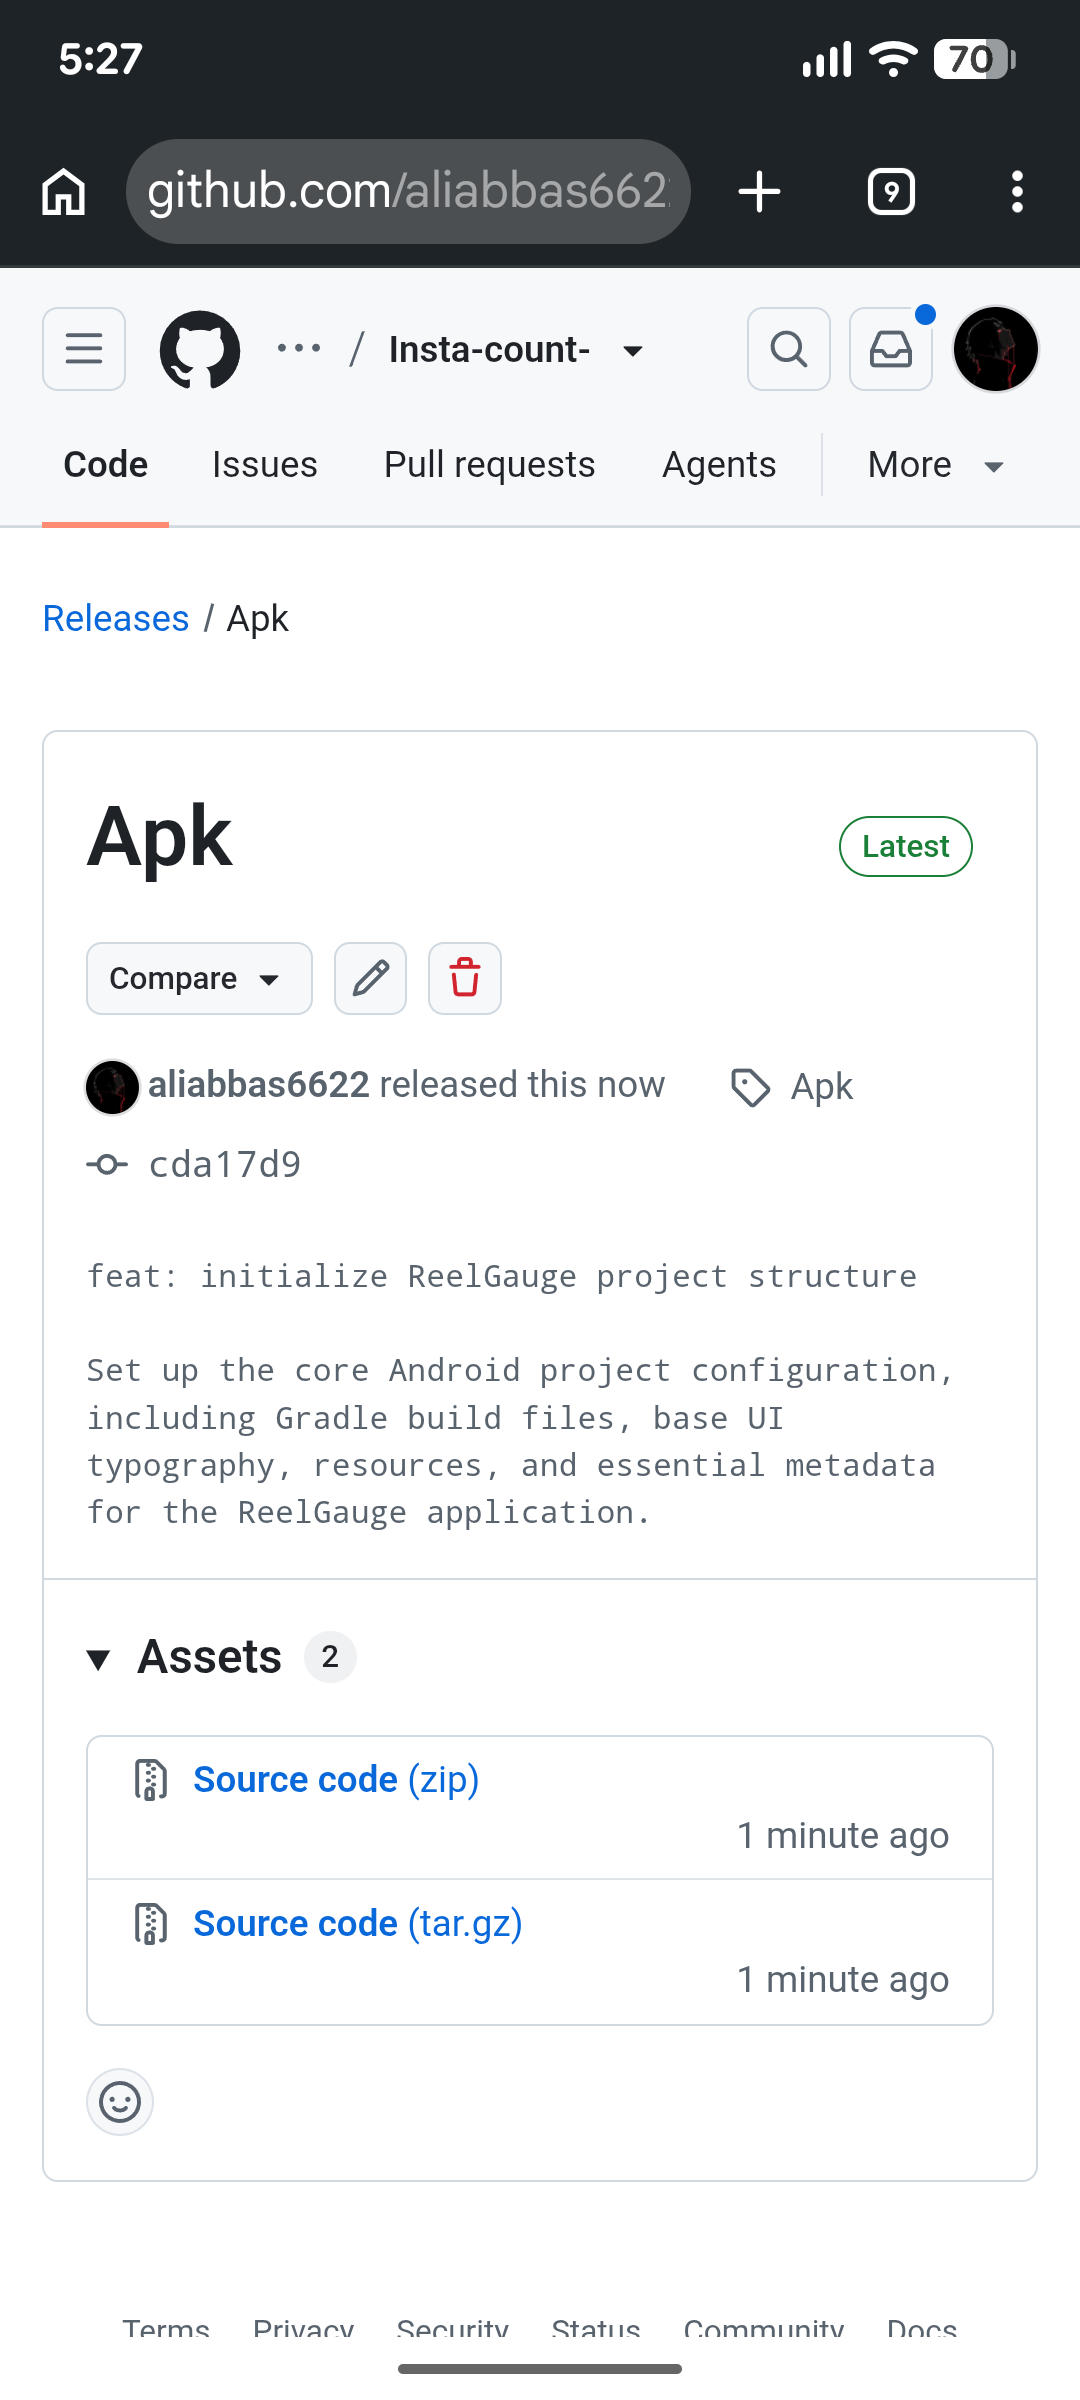 5:27
70
github.com/aliabbas662
9
/ Insta-count-
Code Issues Pull requests Agents More
Releases / Apk
Apk
Latest
Compare
aliabbas6622 released this now Apk
cda17d9
feat: initialize ReelGauge project structure
Set up the core Android project configuration,
including Gradle build files, base UI
typography, resources, and essential metadata
for the ReelGauge application.
Assets 2
Source code (zip)
1 minute ago
Source code (tar.gz)
1 minute ago
Terms Privacy Security Status Community Docs